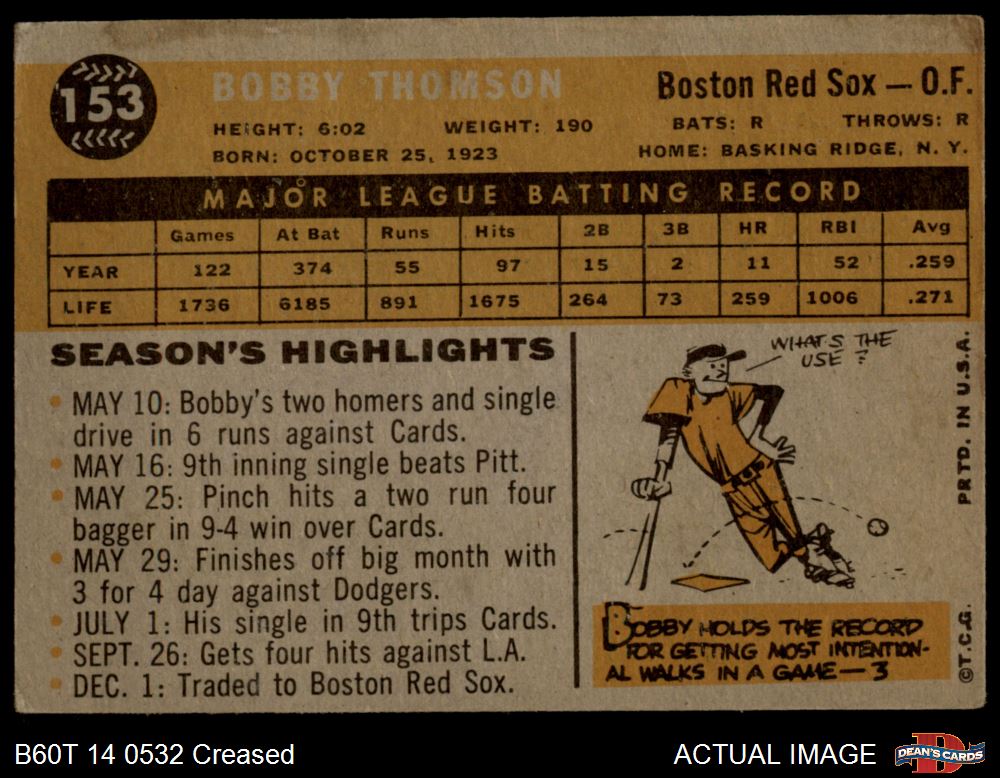 153
BOBBY THOMSON
Boston Red Sox — O.F.
HEIGHT: 6:02 WEIGHT: 190 BATS: R THROWS: R
BORN: OCTOBER 25, 1923 HOME: BASKING RIDGE, N. Y.
MAJOR LEAGUE BATTING RECORD
Games At Bat Runs Hits 2B 3B HR RBI Avg
YEAR 122 374 55 97 15 2 11 52 .259
LIFE 1736 6185 891 1675 264 73 259 1006 .271
SEASON'S HIGHLIGHTS
• MAY 10: Bobby's two homers and single
drive in 6 runs against Cards.
• MAY 16: 9th inning single beats Pitt.
• MAY 25: Pinch hits a two run four
bagger in 9-4 win over Cards.
• MAY 29: Finishes off big month with
3 for 4 day against Dodgers.
• JULY 1: His single in 9th trips Cards.
• SEPT. 26: Gets four hits against L.A.
• DEC. 1: Traded to Boston Red Sox.
WHAT'S THE
USE?
BOBBY HOLDS THE RECORD
FOR GETTING MOST INTENTION-
AL WALKS IN A GAME — 3
PRTD. IN U.S.A.
©T.C.G.
B60T 14 0532 Creased
ACTUAL IMAGE
DEAN'S CARDS